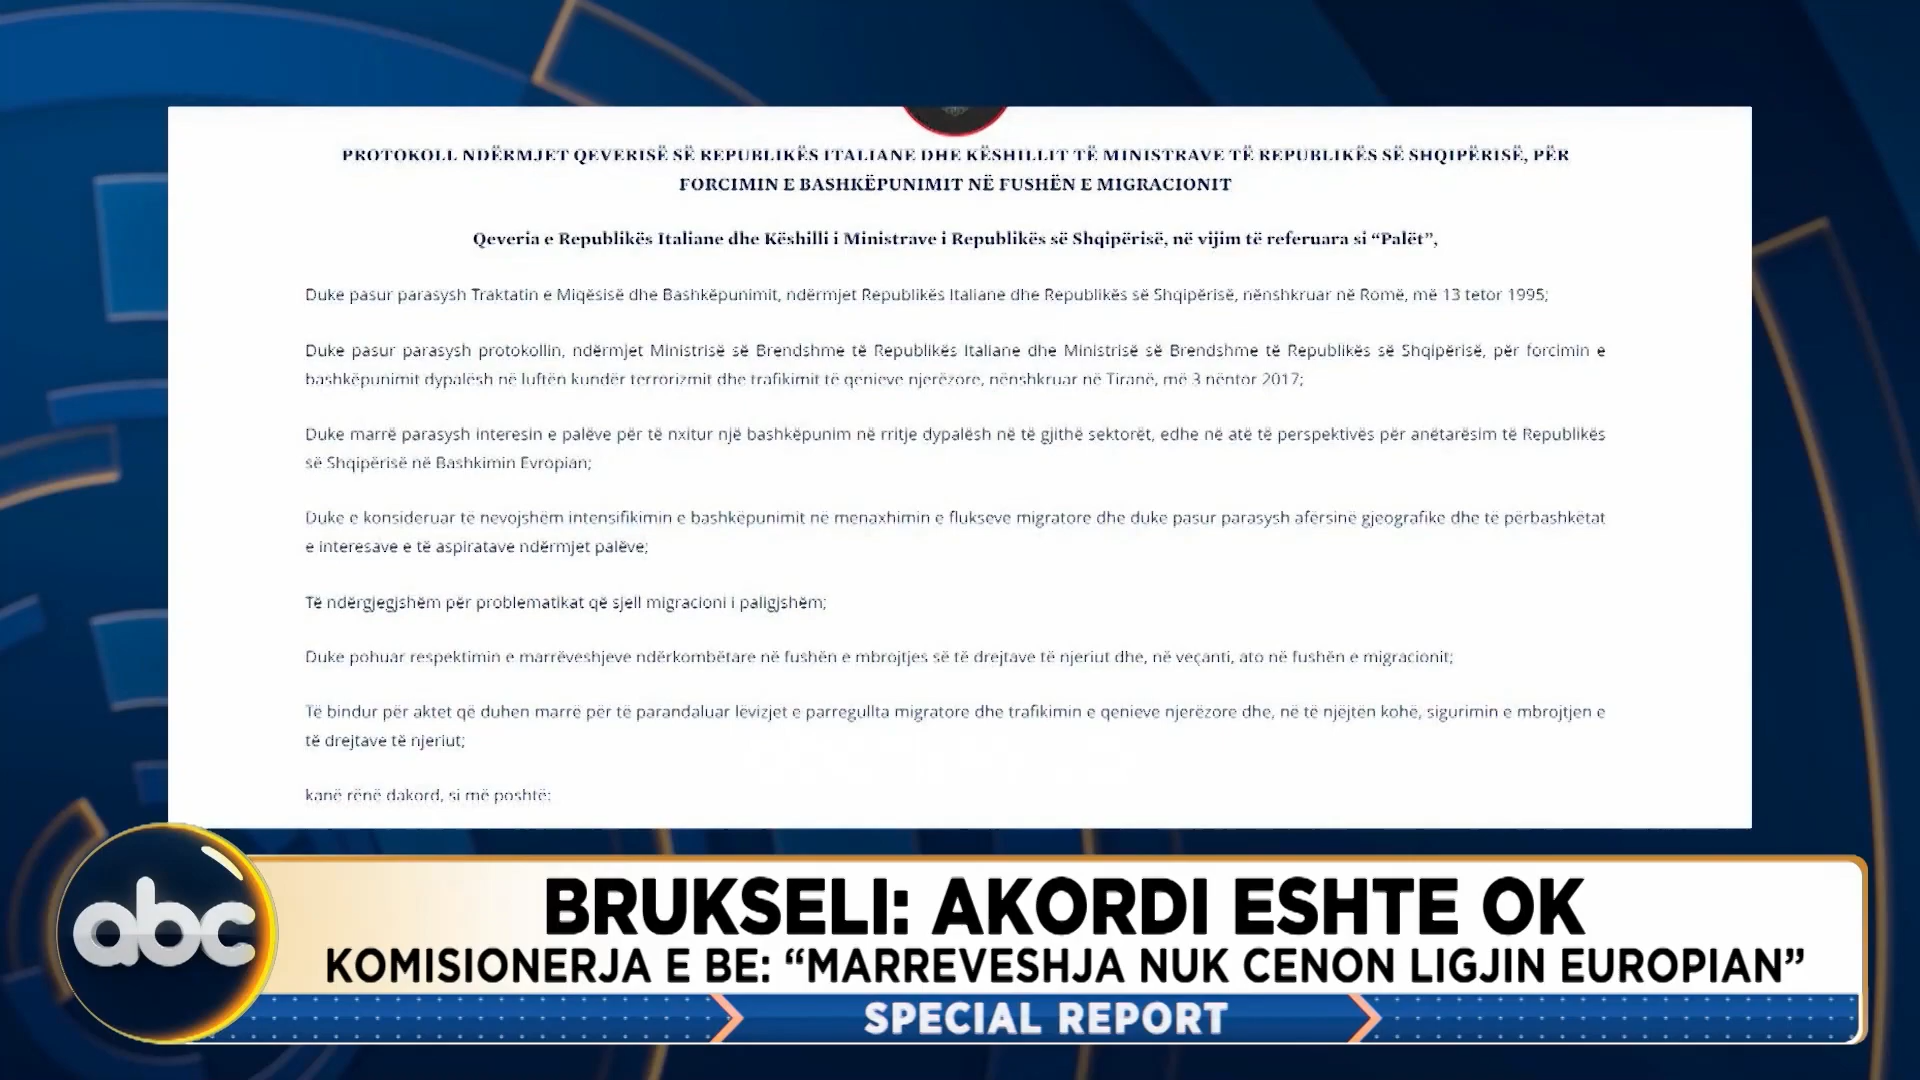 PROTOKOLL NDËRMJET QEVERISË SË REPUBLIKËS ITALIANE DHE KËSHILLIT TË MINISTRAVE TË REPUBLIKËS SË SHQIPËRISË, PËR
FORCIMIN E BASHKËPUNIMIT NË FUSHËN E MIGRACIONIT
Qeveria e Republikës Italiane dhe Këshilli i Ministrave i Republikës së Shqipërisë, në vijim të referuara si “Palët”,
Duke pasur parasysh Traktatin e Miqësisë dhe Bashkëpunimit, ndërmjet Republikës Italiane dhe Republikës së Shqipërisë, nënshkruar në Romë, më 13 tetor 1995;
Duke pasur parasysh protokollin, ndërmjet Ministrisë së Brendshme të Republikës Italiane dhe Ministrisë së Brendshme të Republikës së Shqipërisë, për forcimin e
bashkëpunimit dypalësh në luftën kundër terrorizmit dhe trafikimit të qenieve njerëzore, nënshkruar në Tiranë, më 3 nëntor 2017;
Duke marrë parasysh interesin e palëve për të nxitur një bashkëpunim në rritje dypalësh në të gjithë sektorët, edhe në atë të perspektivës për anëtarësim të Republikës
së Shqipërisë në Bashkimin Evropian;
Duke e konsideruar të nevojshëm intensifikimin e bashkëpunimit në menaxhimin e flukseve migratore dhe duke pasur parasysh afërsinë gjeografike dhe të përbashkëtat
e interesave e të aspiratave ndërmjet palëve;
Të ndërgjegjshëm për problematikat që sjell migracioni i paligjshëm;
Duke pohuar respektimin e marrëveshjeve ndërkombëtare në fushën e mbrojtjes së të drejtave të njeriut dhe, në veçanti, ato në fushën e migracionit;
Të bindur për aktet që duhen marrë për të parandaluar lëvizjet e parregullta migratore dhe trafikimin e qenieve njerëzore dhe, në të njëjtën kohë, sigurimin e mbrojtjen e
të drejtave të njeriut;
kanë rënë dakord, si më poshtë:
abc
BRUKSELI: AKORDI ESHTE OK
KOMISIONERJA E BE: “MARREVESHJA NUK CENON LIGJIN EUROPIAN”
SPECIAL REPORT